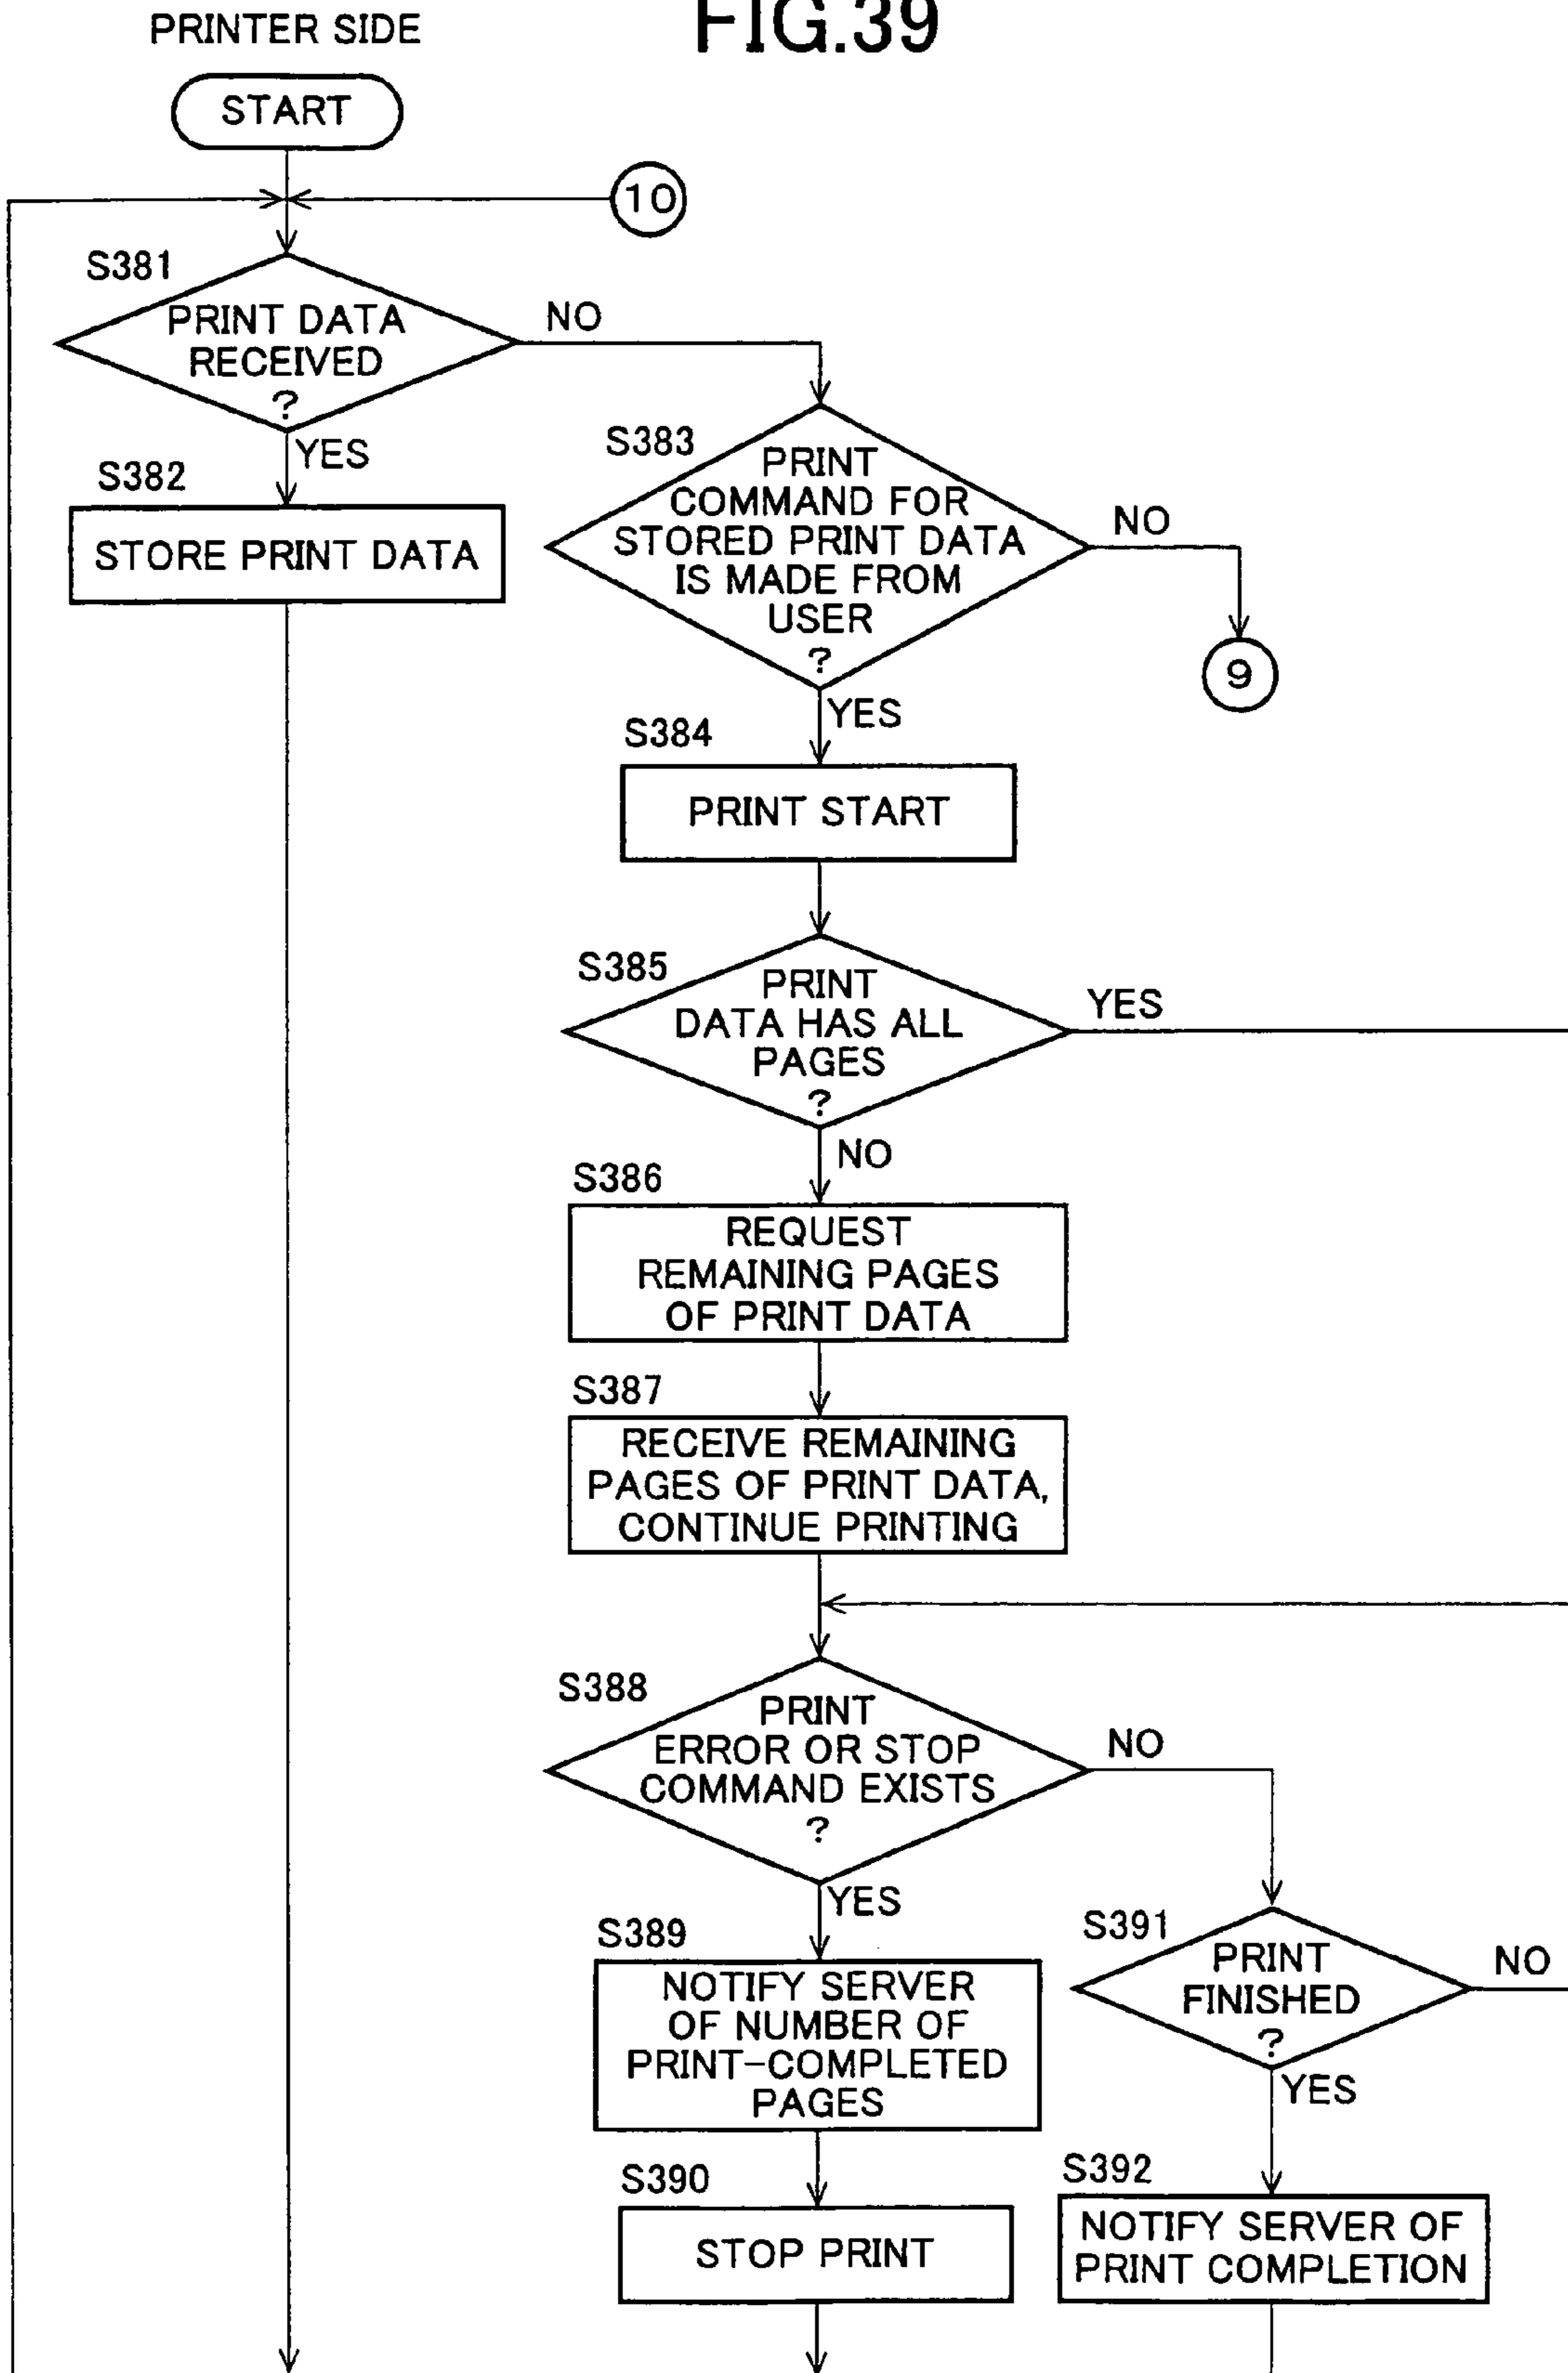 PRINTER SIDE
FIG.39
START
10
S381
PRINT DATA
RECEIVED
?
NO
YES
S382
STORE PRINT DATA
S383
PRINT
COMMAND FOR
STORED PRINT DATA
IS MADE FROM
USER
?
NO
9
YES
S384
PRINT START
S385
PRINT
DATA HAS ALL
PAGES
?
YES
NO
S386
REQUEST
REMAINING PAGES
OF PRINT DATA
S387
RECEIVE REMAINING
PAGES OF PRINT DATA,
CONTINUE PRINTING
S388
PRINT
ERROR OR STOP
COMMAND EXISTS
?
NO
YES
S389
NOTIFY SERVER
OF NUMBER OF
PRINT-COMPLETED
PAGES
S390
STOP PRINT
S391
PRINT
FINISHED
?
NO
YES
S392
NOTIFY SERVER OF
PRINT COMPLETION